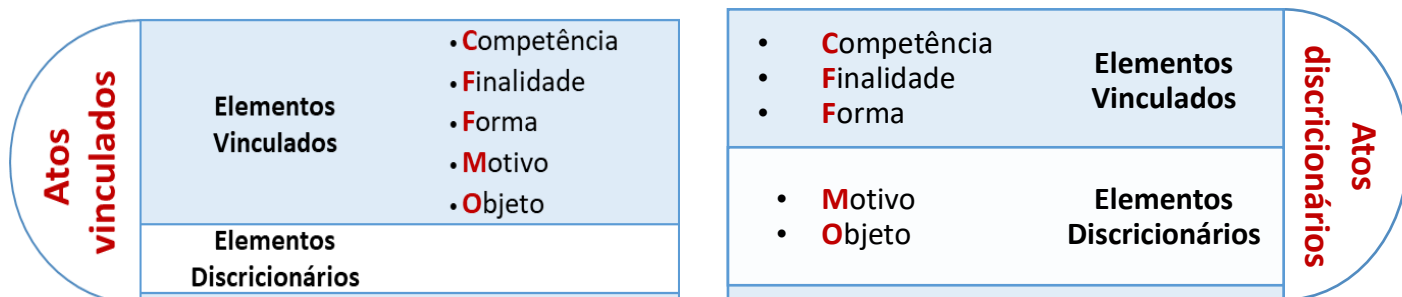 Atos
vinculados
Elementos
Vinculados
• Competência
• Finalidade
• Forma
• Motivo
• Objeto
Elementos
Discricionários
• Competência
• Finalidade
• Forma
Elementos
Vinculados
• Motivo
• Objeto
Elementos
Discricionários
Atos
discricionários